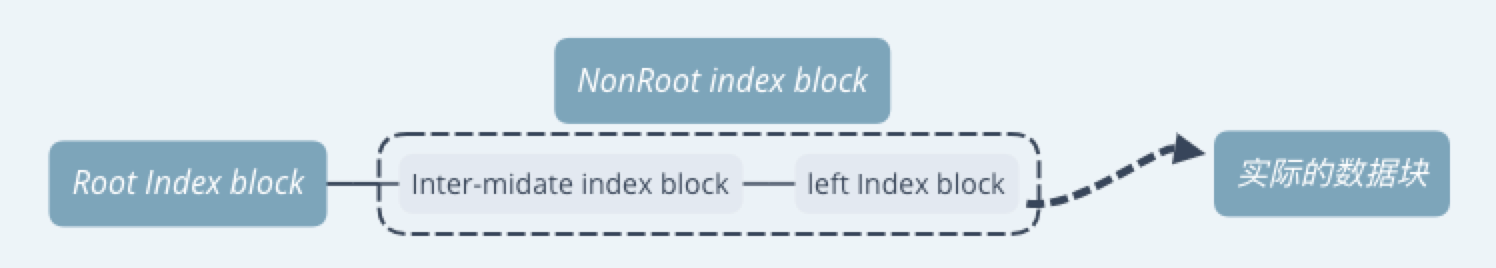 NonRoot index block
Root Index block
Inter-midate index block
left Index block
实际的数据块